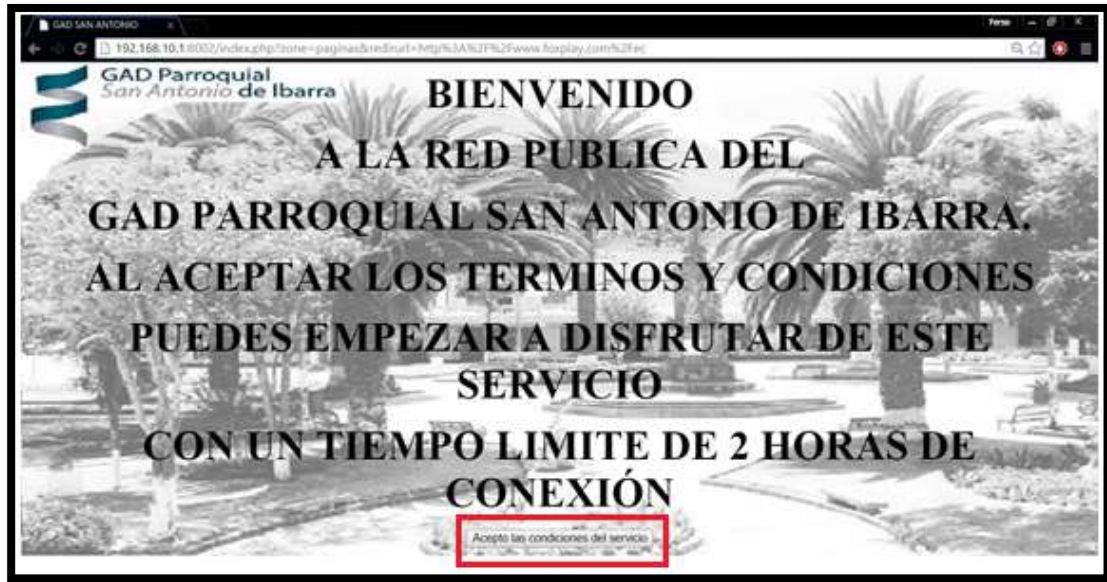 GAD SAN ANTONIO
Perso
192.168.10.1:8002/index.php?zone=paginas&redirurl=http%3A%2F%2Fwww.foxplay.com%2Fec
GAD Parroquial
San Antonio de Ibarra
BIENVENIDO
A LA RED PUBLICA DEL
GAD PARROQUIAL SAN ANTONIO DE IBARRA.
AL ACEPTAR LOS TERMINOS Y CONDICIONES
PUEDES EMPEZAR A DISFRUTAR DE ESTE
SERVICIO
CON UN TIEMPO LIMITE DE 2 HORAS DE
CONEXIÓN
Acepto las condiciones del servicio